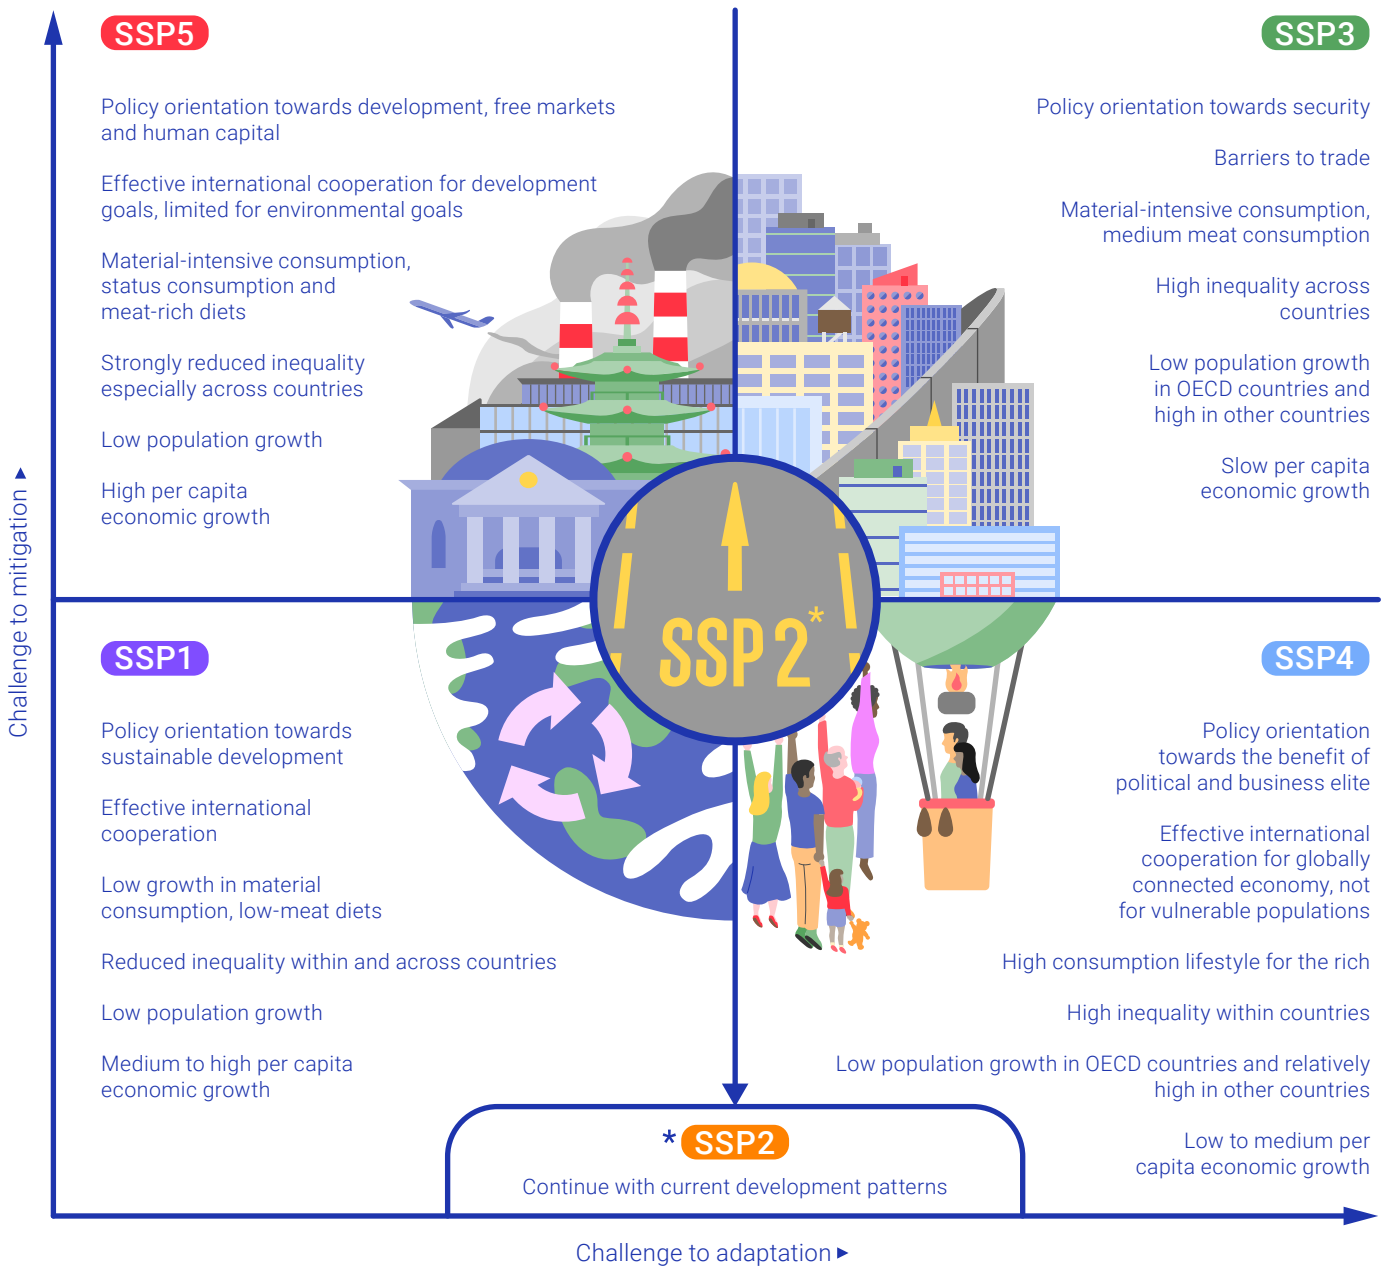 SSP5
Policy orientation towards development, free markets
and human capital
Effective international cooperation for development
goals, limited for environmental goals
Material-intensive consumption,
status consumption and
meat-rich diets
Strongly reduced inequality
especially across countries
Low population growth
High per capita
economic growth
SSP3
Policy orientation towards security
Barriers to trade
Material-intensive consumption,
medium meat consumption
High inequality across
countries
Low population growth
in OECD countries and
high in other countries
Slow per capita
economic growth
Challenge to mitigation ►
SSP 2*
SSP1
Policy orientation towards
sustainable development
Effective international
cooperation
Low growth in material
consumption, low-meat diets
Reduced inequality within and across countries
Low population growth
Medium to high per capita
economic growth
SSP4
Policy orientation
towards the benefit of
political and business elite
Effective international
cooperation for globally
connected economy, not
for vulnerable populations
High consumption lifestyle for the rich
High inequality within countries
Low population growth in OECD countries and relatively
high in other countries
Low to medium per
capita economic growth
* SSP2
Continue with current development patterns
Challenge to adaptation ►